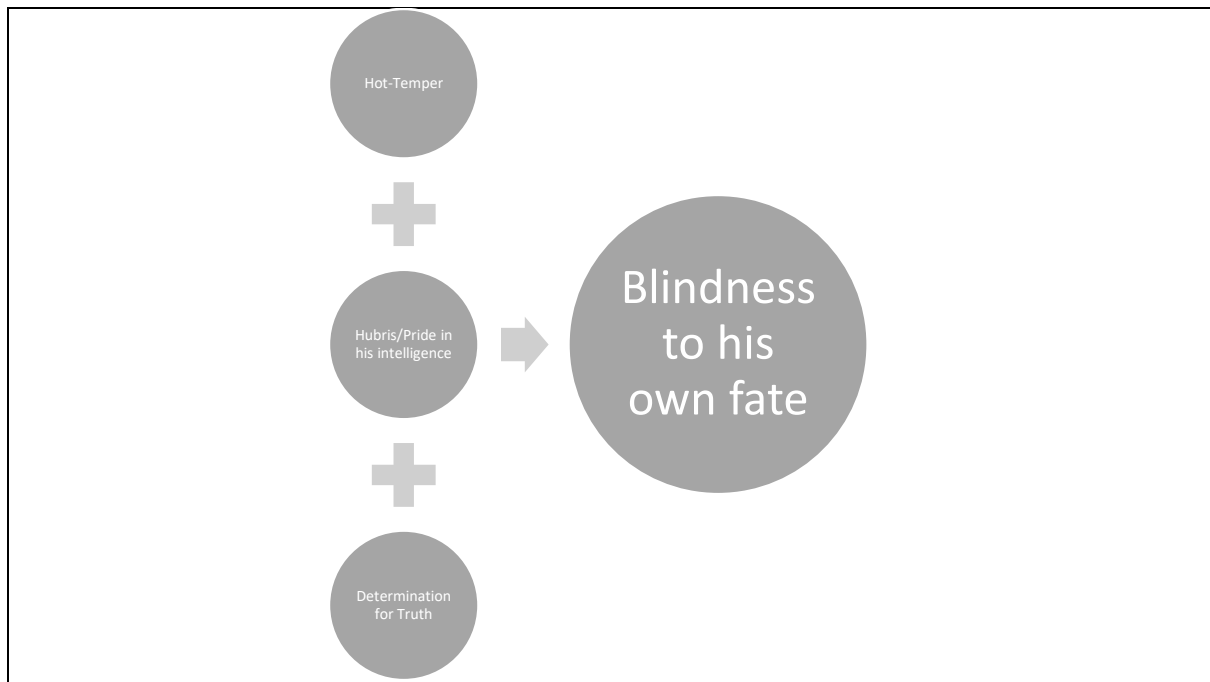 Hot-Temper
Hubris/Pride in
his intelligence
Blindness
to his
own fate
Determination
for Truth